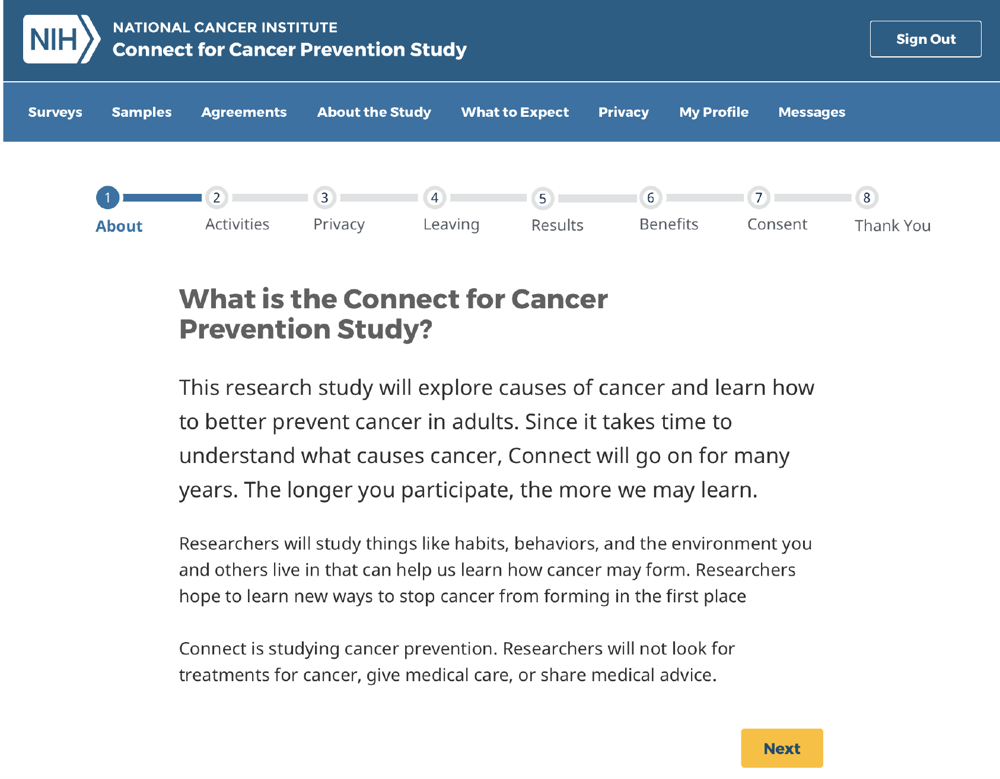 NIH
NATIONAL CANCER INSTITUTE
Connect for Cancer Prevention Study
Sign Out
Surveys Samples Agreements About the Study What to Expect Privacy My Profile Messages
1 2 3 4 5 6 7 8
About Activities Privacy Leaving Results Benefits Consent Thank You
What is the Connect for Cancer
Prevention Study?
This research study will explore causes of cancer and learn how
to better prevent cancer in adults. Since it takes time to
understand what causes cancer, Connect will go on for many
years. The longer you participate, the more we may learn.
Researchers will study things like habits, behaviors, and the environment you
and others live in that can help us learn how cancer may form. Researchers
hope to learn new ways to stop cancer from forming in the first place
Connect is studying cancer prevention. Researchers will not look for
treatments for cancer, give medical care, or share medical advice.
Next